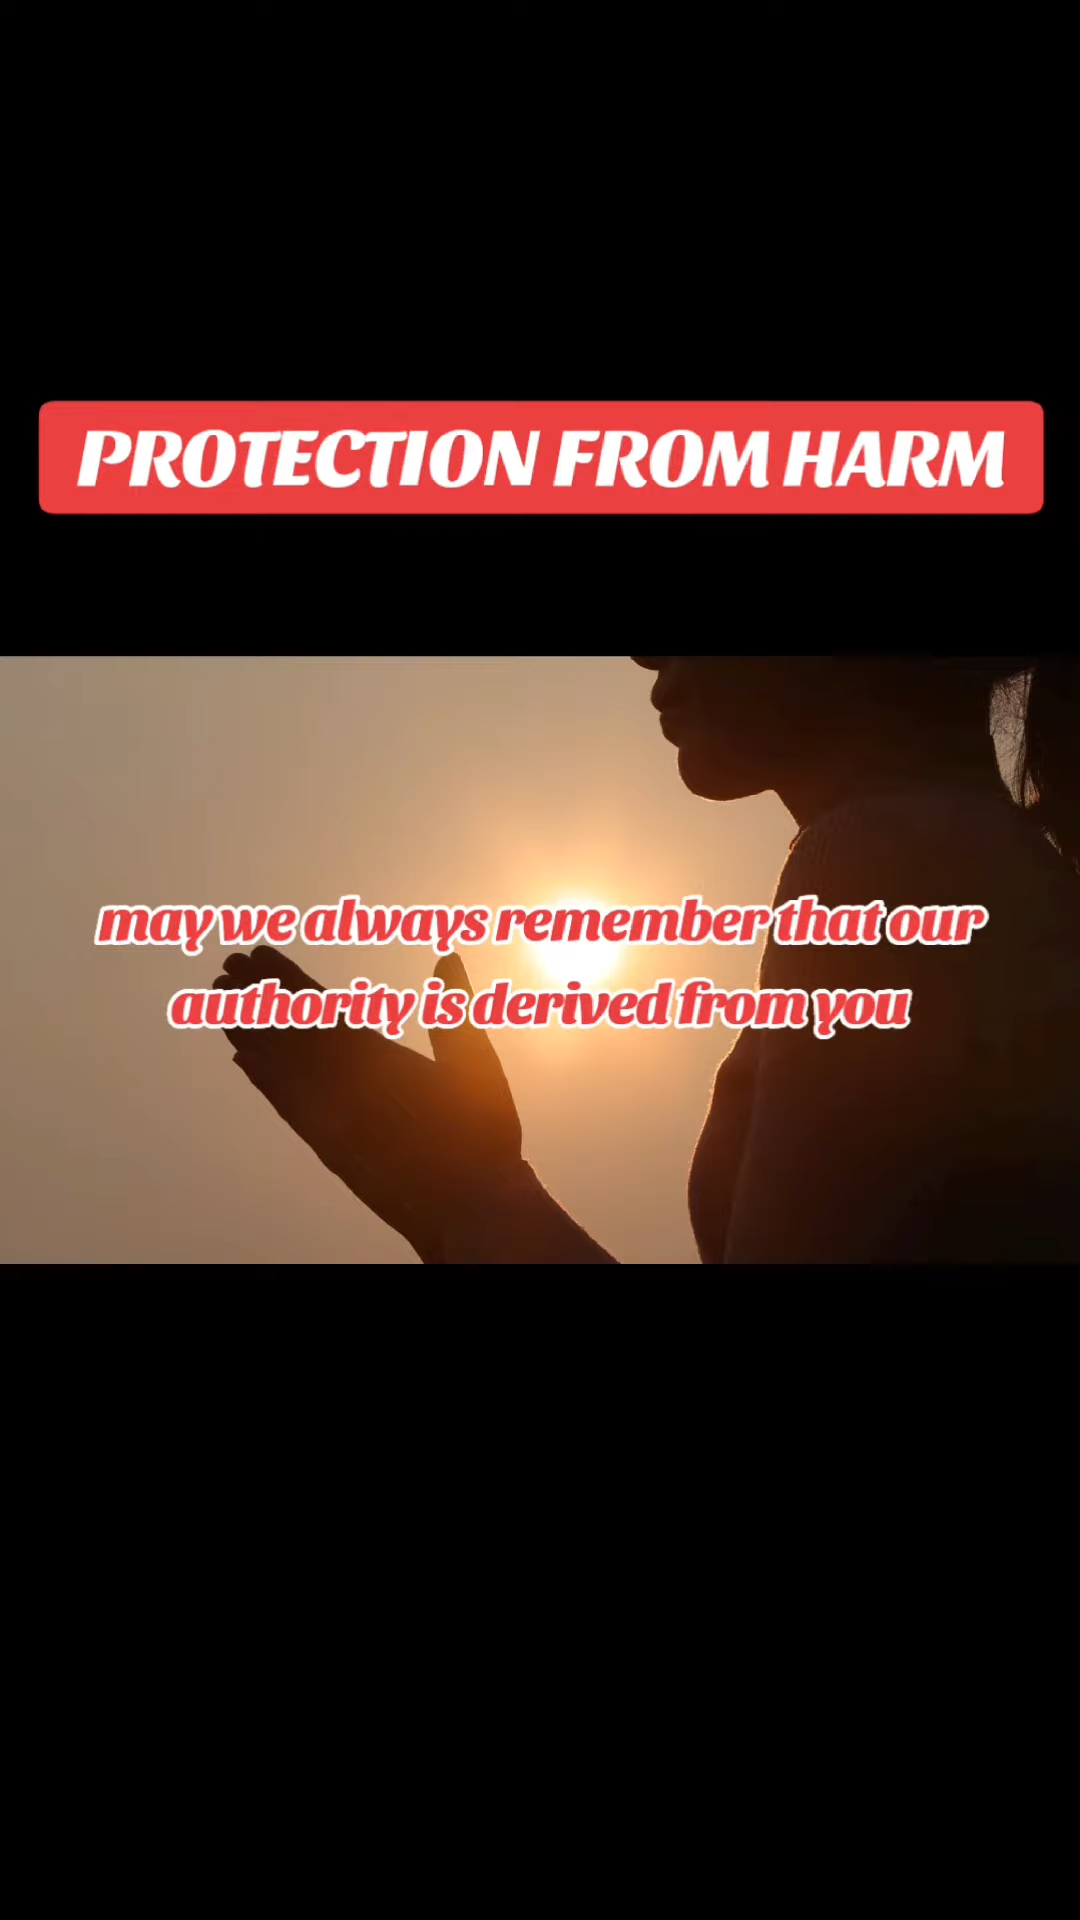 PROTECTION FROM HARM
may we always remember that our
authority is derived from you